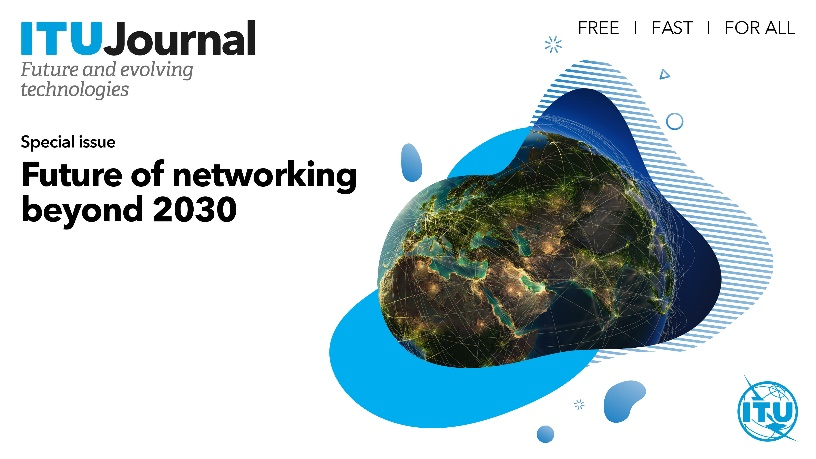 ITUJournal
Future and evolving
technologies
FREE | FAST | FOR ALL
Special issue
Future of networking
beyond 2030
ITU